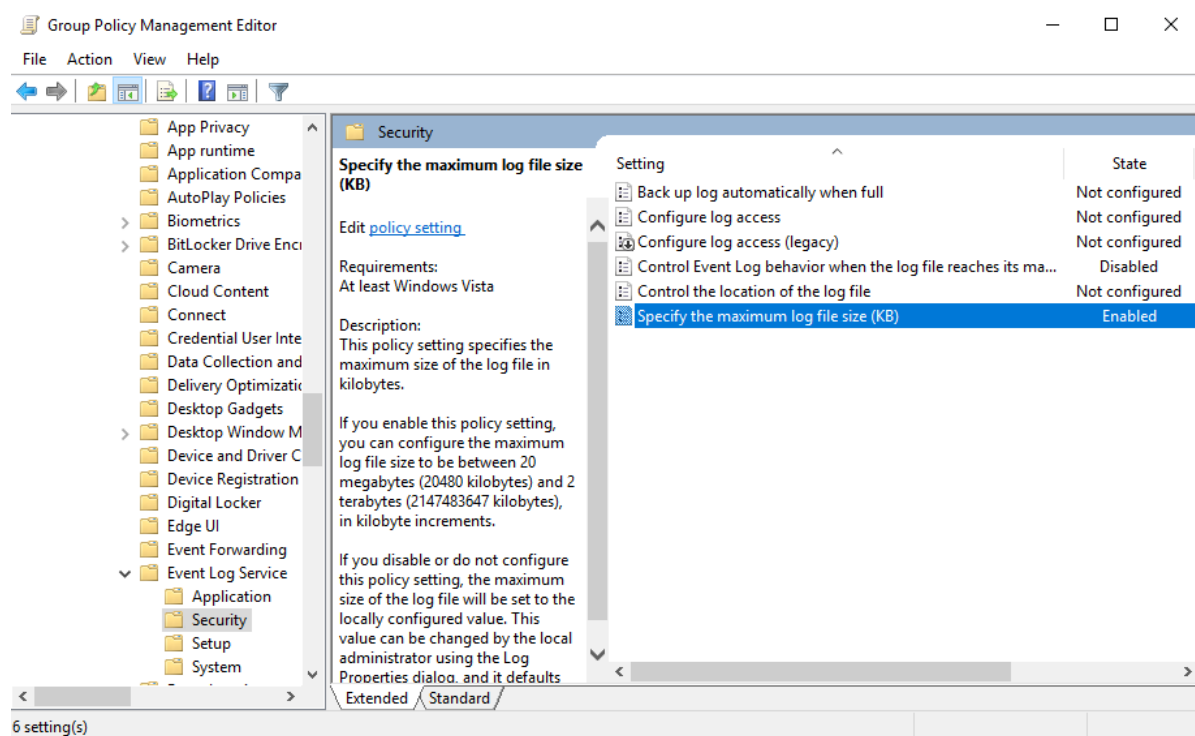 Group Policy Management Editor
File Action View Help
App Privacy
App runtime
Application Compa
AutoPlay Policies
Biometrics
BitLocker Drive Encr
Camera
Cloud Content
Connect
Credential User Inte
Data Collection and
Delivery Optimizatio
Desktop Gadgets
Desktop Window M
Device and Driver C
Device Registration
Digital Locker
Edge UI
Event Forwarding
Event Log Service
Application
Security
Setup
System
Security
Specify the maximum log file size
(KB)
Edit policy setting
Requirements:
At least Windows Vista
Description:
This policy setting specifies the
maximum size of the log file in
kilobytes.
If you enable this policy setting,
you can configure the maximum
log file size to be between 20
megabytes (20480 kilobytes) and 2
terabytes (2147483647 kilobytes),
in kilobyte increments.
If you disable or do not configure
this policy setting, the maximum
size of the log file will be set to the
locally configured value. This
value can be changed by the local
administrator using the Log
Properties dialog, and it defaults
Setting State
Back up log automatically when full Not configured
Configure log access Not configured
Configure log access (legacy) Not configured
Control Event Log behavior when the log file reaches its ma... Disabled
Control the location of the log file Not configured
Specify the maximum log file size (KB) Enabled
Extended Standard
6 setting(s)